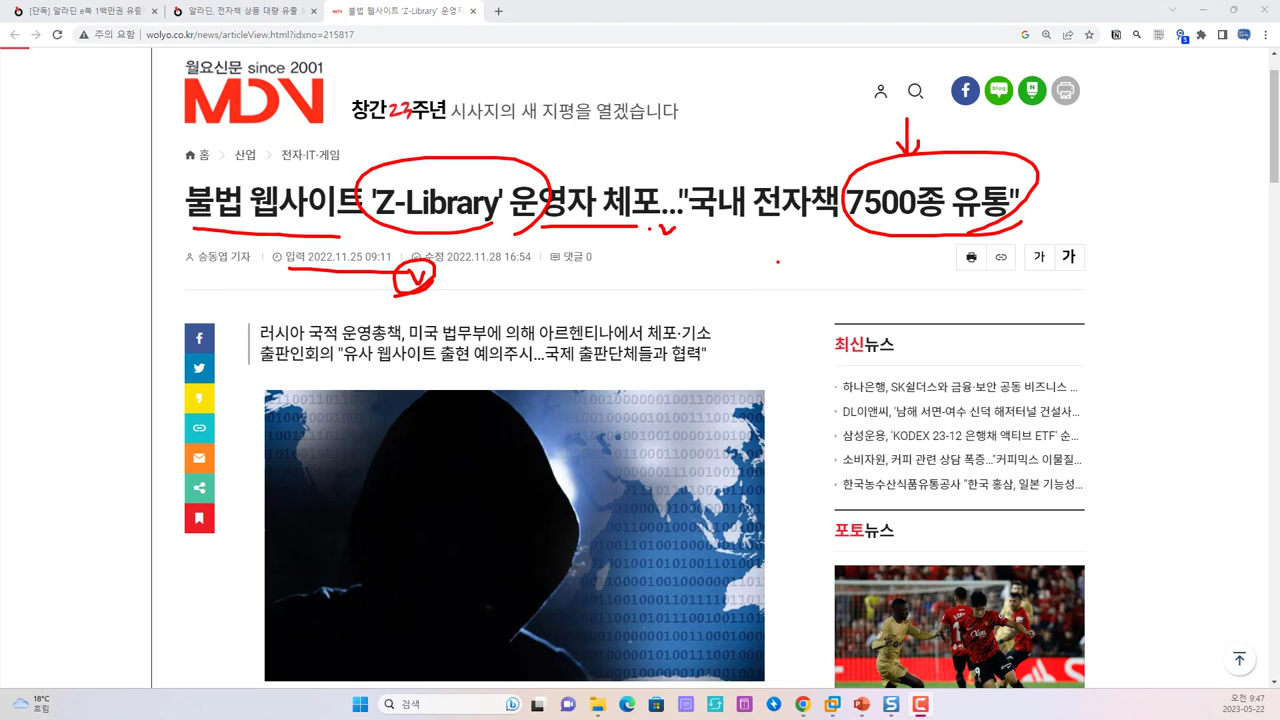 [단독] 알라딘 e북 1백만권 유출
알라딘, 전자책 상품 대량 유출
불법 웹사이트 'Z-Library' 운영자
주의 요함 | wolyo.co.kr/news/articleView.html?idxno=215817
월요신문 since 2001
MDN
창간 23주년 시사지의 새 지평을 열겠습니다
blog
N
홈 > 산업 > 전자·IT·게임
불법 웹사이트 'Z-Library' 운영자 체포..."국내 전자책 7500종 유통"
송동엽 기자
입력 2022.11.25 09:11
수정 2022.11.28 16:54
댓글 0
가 가
러시아 국적 운영총책, 미국 법무부에 의해 아르헨티나에서 체포·기소
출판인회의 "유사 웹사이트 출현 예의주시...국제 출판단체들과 협력"
최신뉴스
하나은행, SK쉴더스와 금융·보안 공동 비즈니스 ...
DL이앤씨, '남해 서면-여수 신덕 해저터널 건설사...
삼성운용, 'KODEX 23-12 은행채 액티브 ETF' 순...
소비자원, 커피 관련 상담 폭증..."커피믹스 이물질...
한국농수산식품유통공사 "한국 홍삼, 일본 기능성...
포토뉴스
18°C
흐림
검색
오전 9:47
2023-05-22